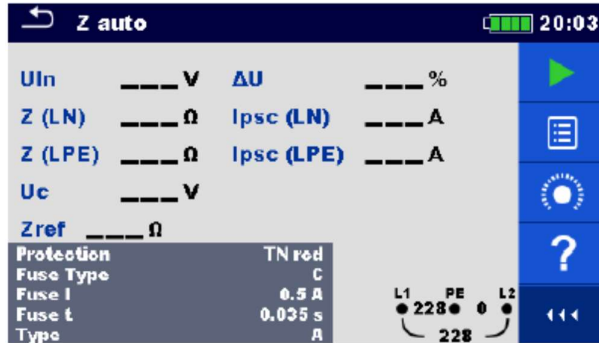 Z auto 20:03
Uln ___V ΔU ___%
Z (LN) ___Ω Ipsc (LN) ___A
Z (LPE) ___Ω Ipsc (LPE) ___A
Uc ___V
Zref ___Ω
Protection TN rcd
Fuse Type C
Fuse I 0.5 A
Fuse t 0.035 s
Type A
L1 PE L2
228 0
228
?